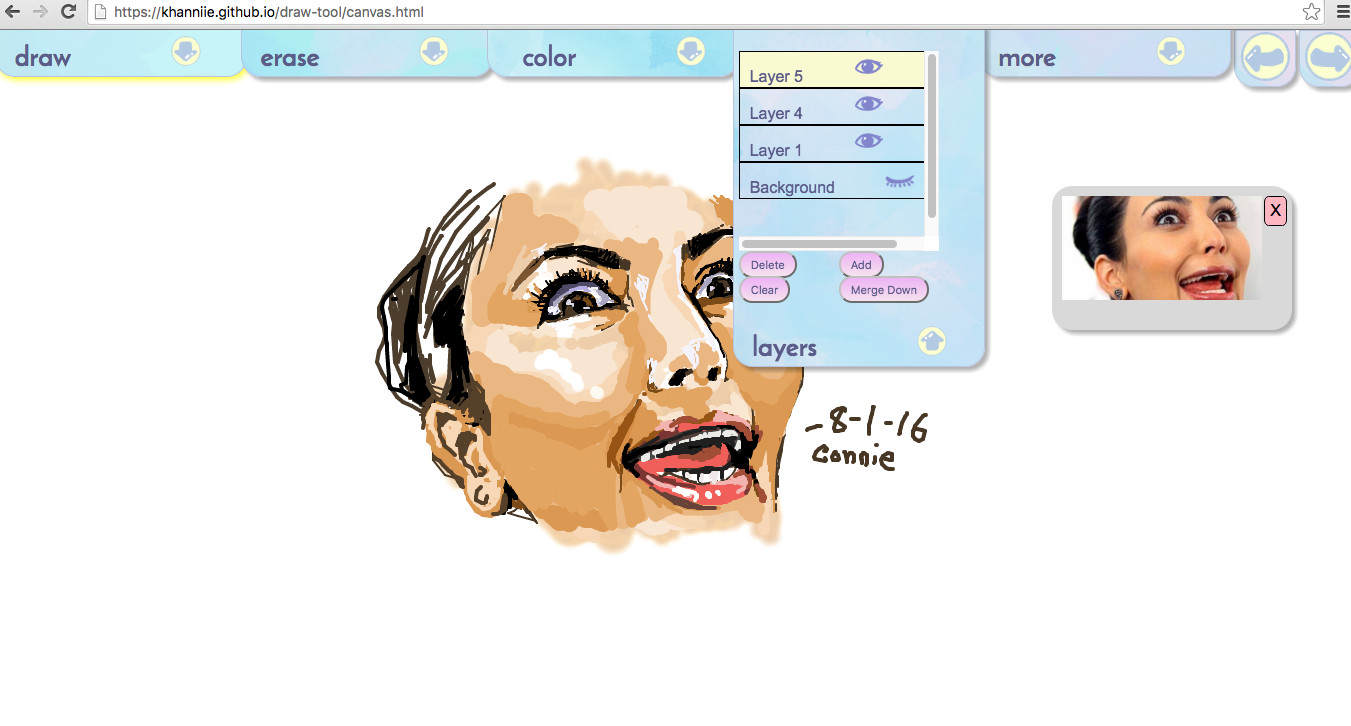 https://khanniie.github.io/draw-tool/canvas.html
draw erase color more
Layer 5
Layer 4
Layer 1
Background
X
Delete Add
Clear Merge Down
layers
-8-1-16
connie